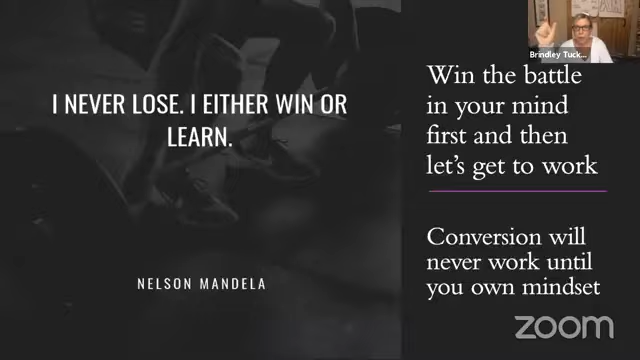 I NEVER LOSE. I EITHER WIN OR
LEARN.
NELSON MANDELA
Brindley Tuck...
Win the battle
in your mind
first and then
let's get to work
Conversion will
never work until
you own mindset
zoom